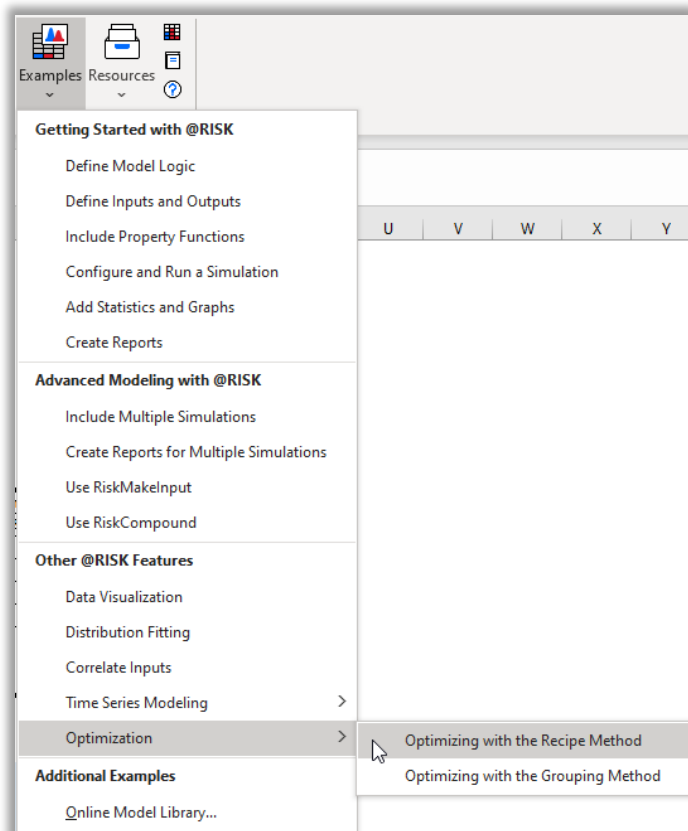 Examples Resources
Getting Started with @RISK
Define Model Logic
Define Inputs and Outputs
Include Property Functions
Configure and Run a Simulation
Add Statistics and Graphs
Create Reports
U V W X Y
Advanced Modeling with @RISK
Include Multiple Simulations
Create Reports for Multiple Simulations
Use RiskMakeInput
Use RiskCompound
Other @RISK Features
Data Visualization
Distribution Fitting
Correlate Inputs
Time Series Modeling
Optimization
Optimizing with the Recipe Method
Optimizing with the Grouping Method
Additional Examples
Online Model Library...